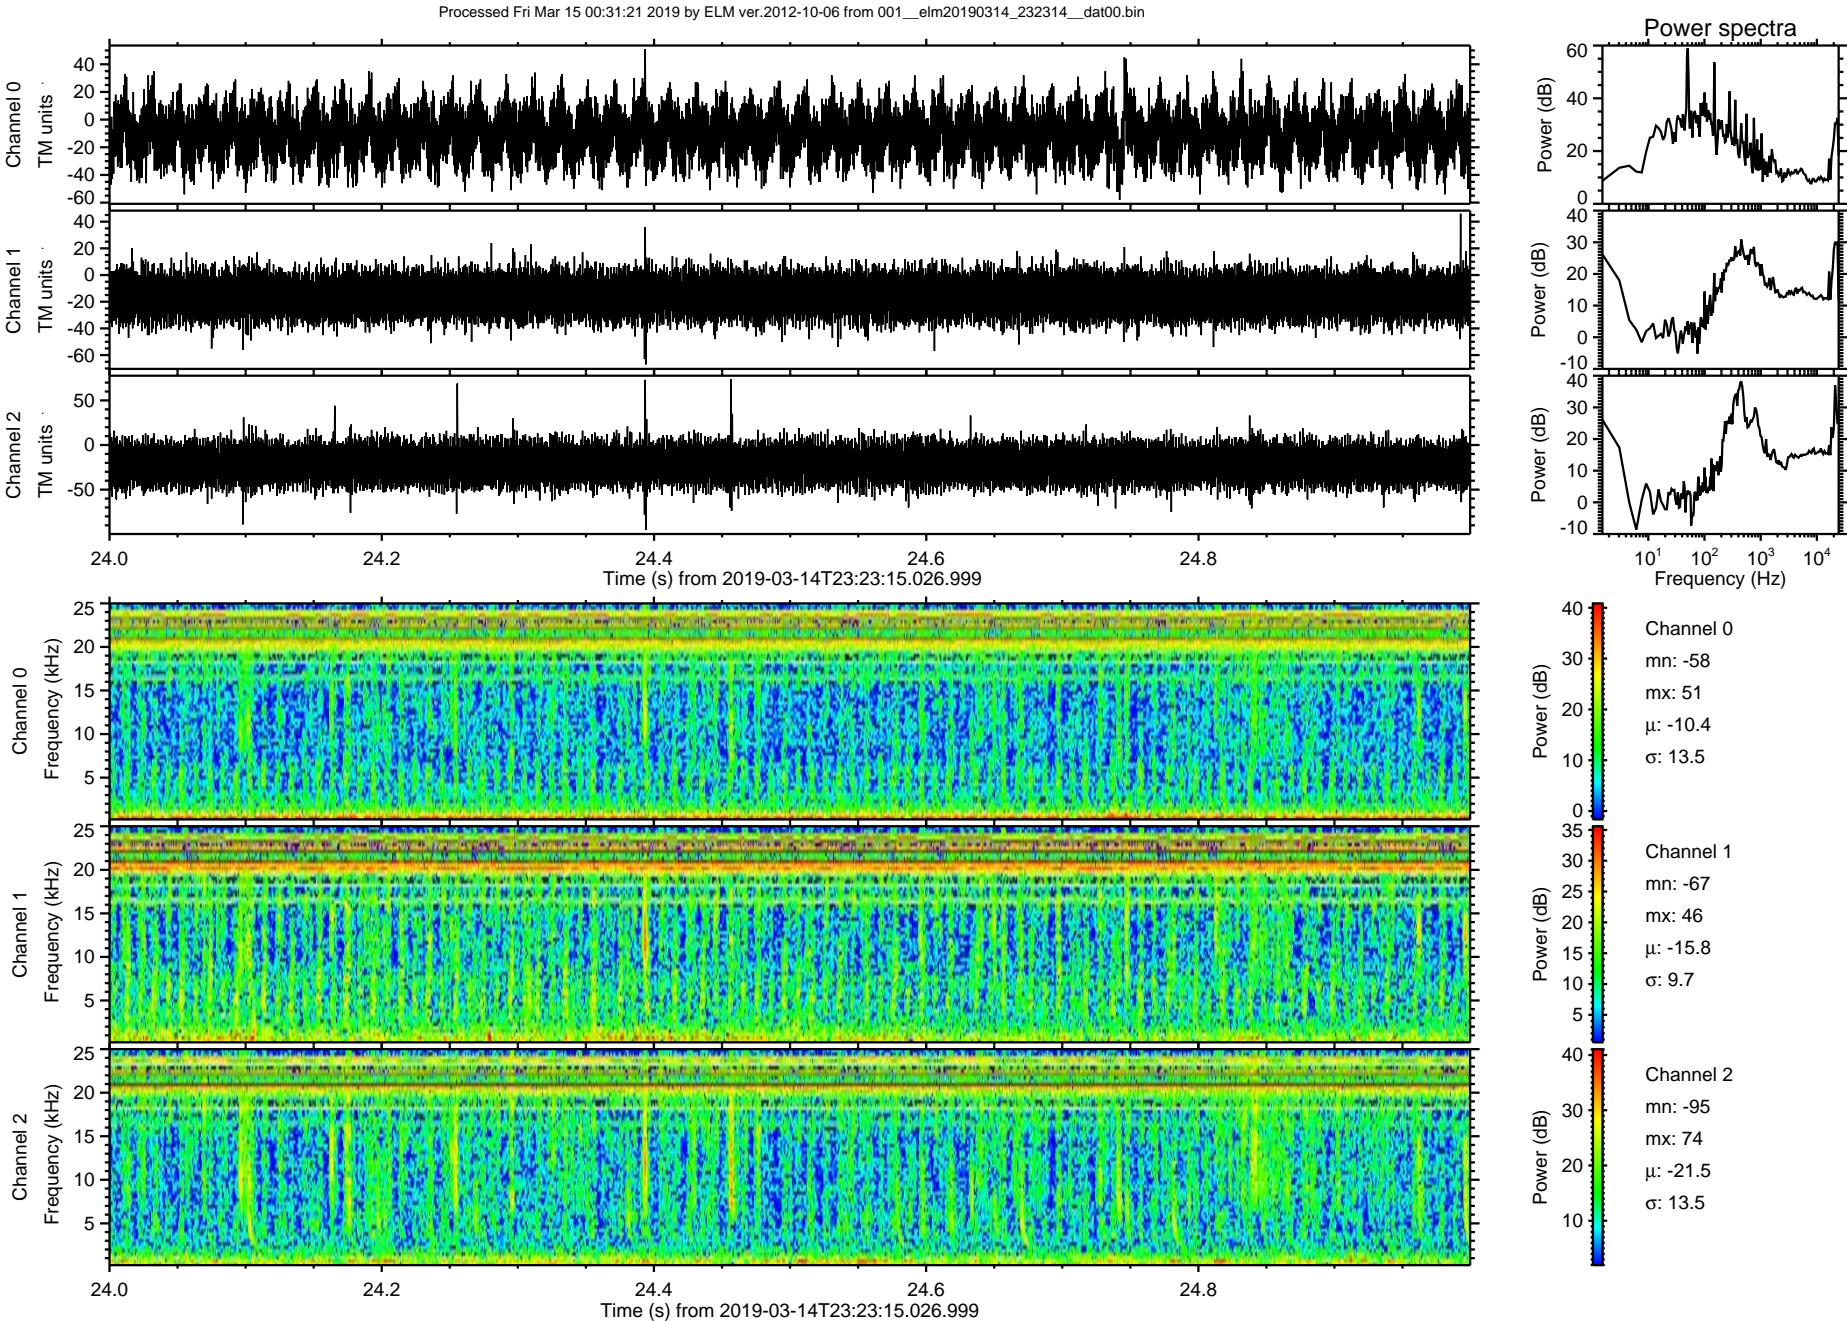 Processed Fri Mar 15 00:31:21 2019 by ELM ver.2012-10-06 from 001__elm20190314_232314__dat00.bin
Power spectra
Channel 0
TM units
40
20
0
-20
-40
-60
Power (dB)
60
40
20
0
Channel 1
TM units
40
20
0
-20
-40
-60
Power (dB)
40
30
20
10
0
-10
Channel 2
TM units
50
0
-50
Power (dB)
40
30
20
10
0
-10
24.0 24.2 24.4 24.6 24.8
Time (s) from 2019-03-14T23:23:15.026.999
10^1 10^2 10^3 10^4
Frequency (Hz)
Channel 0
Frequency (kHz)
25
20
15
10
5
Power (dB)
40
30
20
10
0
Channel 0
mn: -58
mx: 51
μ: -10.4
σ: 13.5
Channel 1
Frequency (kHz)
25
20
15
10
5
Power (dB)
35
30
25
20
15
10
5
Channel 1
mn: -67
mx: 46
μ: -15.8
σ: 9.7
Channel 2
Frequency (kHz)
25
20
15
10
5
Power (dB)
40
30
20
10
Channel 2
mn: -95
mx: 74
μ: -21.5
σ: 13.5
24.0 24.2 24.4 24.6 24.8
Time (s) from 2019-03-14T23:23:15.026.999